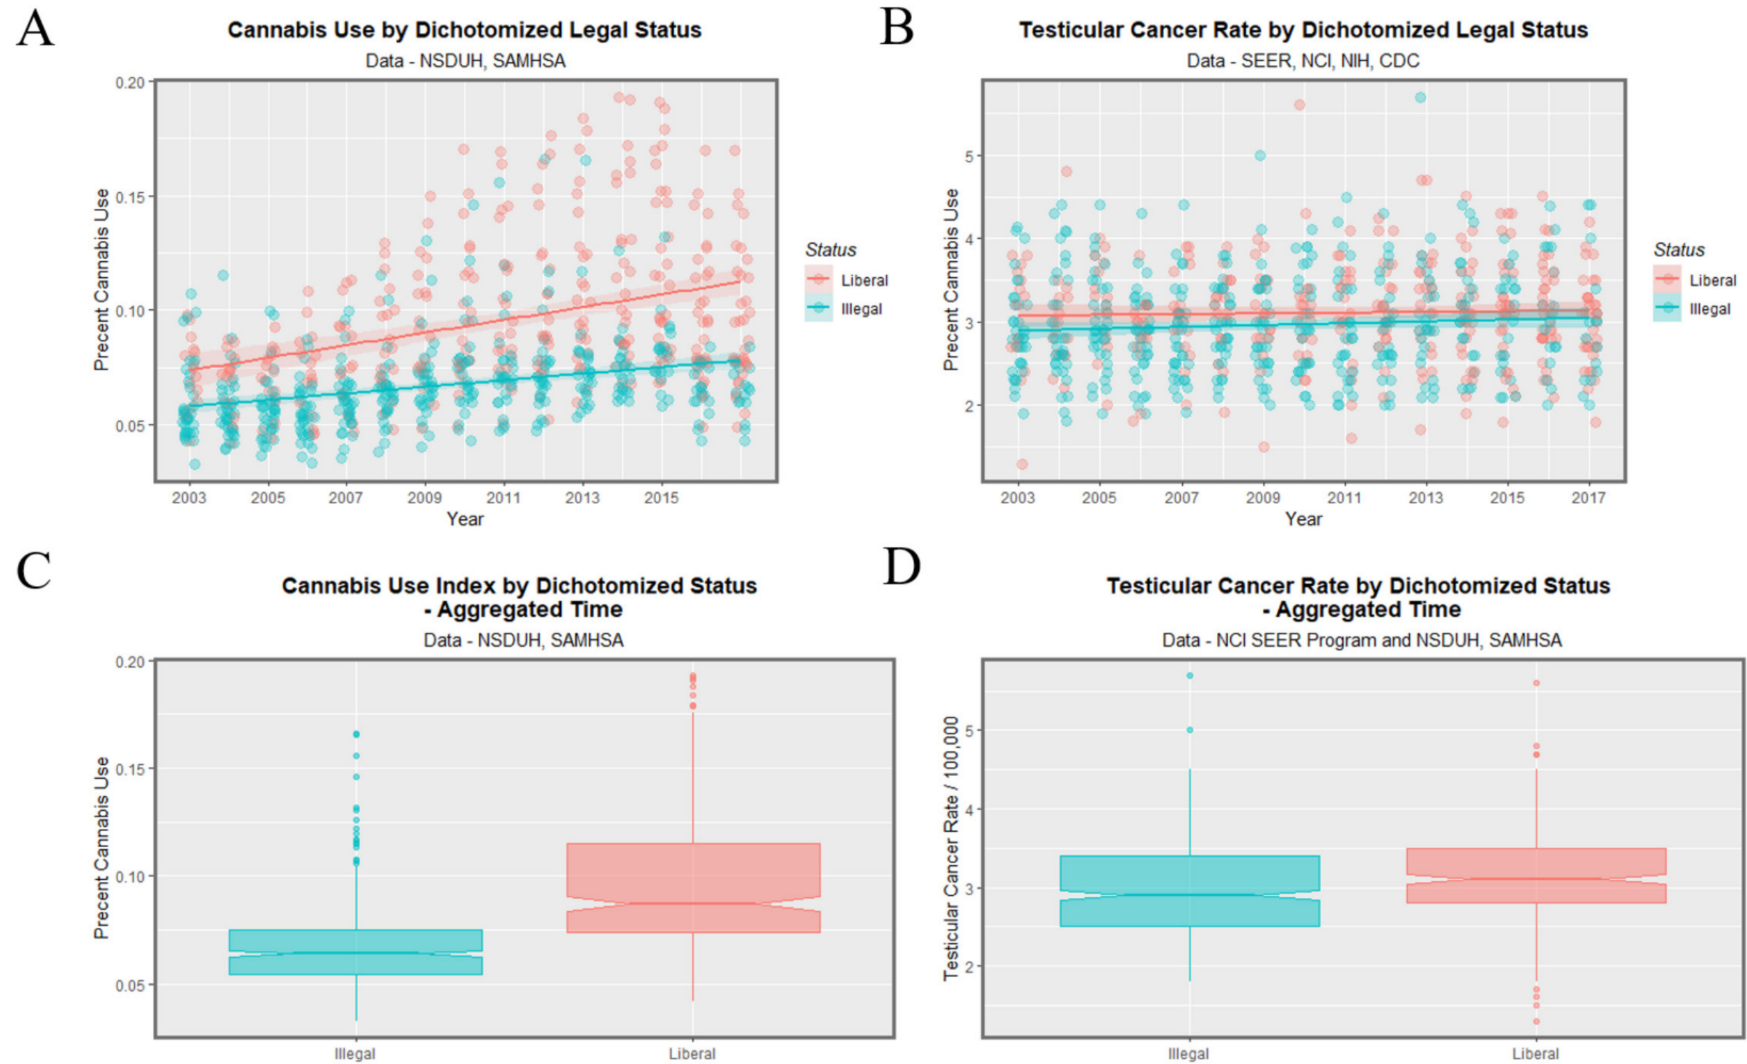 A
Cannabis Use by Dichotomized Legal Status
Data - NSDUH, SAMHSA
0.20
0.15
0.10
0.05
Precent Cannabis Use
2003 2005 2007 2009 2011 2013 2015
Year
Status
Liberal
Illegal
B
Testicular Cancer Rate by Dichotomized Legal Status
Data - SEER, NCI, NIH, CDC
5
4
3
2
Precent Cannabis Use
2003 2005 2007 2009 2011 2013 2015 2017
Year
Status
Liberal
Illegal
C
Cannabis Use Index by Dichotomized Status
- Aggregated Time
Data - NSDUH, SAMHSA
0.20
0.15
0.10
0.05
Precent Cannabis Use
Illegal Liberal
D
Testicular Cancer Rate by Dichotomized Status
- Aggregated Time
Data - NCI SEER Program and NSDUH, SAMHSA
5
4
3
2
Testicular Cancer Rate / 100,000
Illegal Liberal